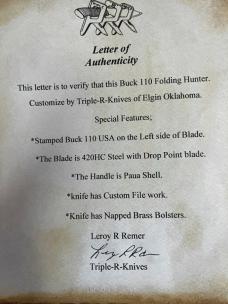 Letter of
Authenticity
This letter is to verify that this Buck 110 Folding Hunter.
Customize by Triple-R-Knives of Elgin Oklahoma.
Special Features;
*Stamped Buck 110 USA on the Left side of Blade.
*The Blade is 420HC Steel with Drop Point blade.
*The Handle is Paua Shell.
*knife has Custom File work.
*Knife has Napped Brass Bolsters.
Leroy R Remer
Triple-R-Knives